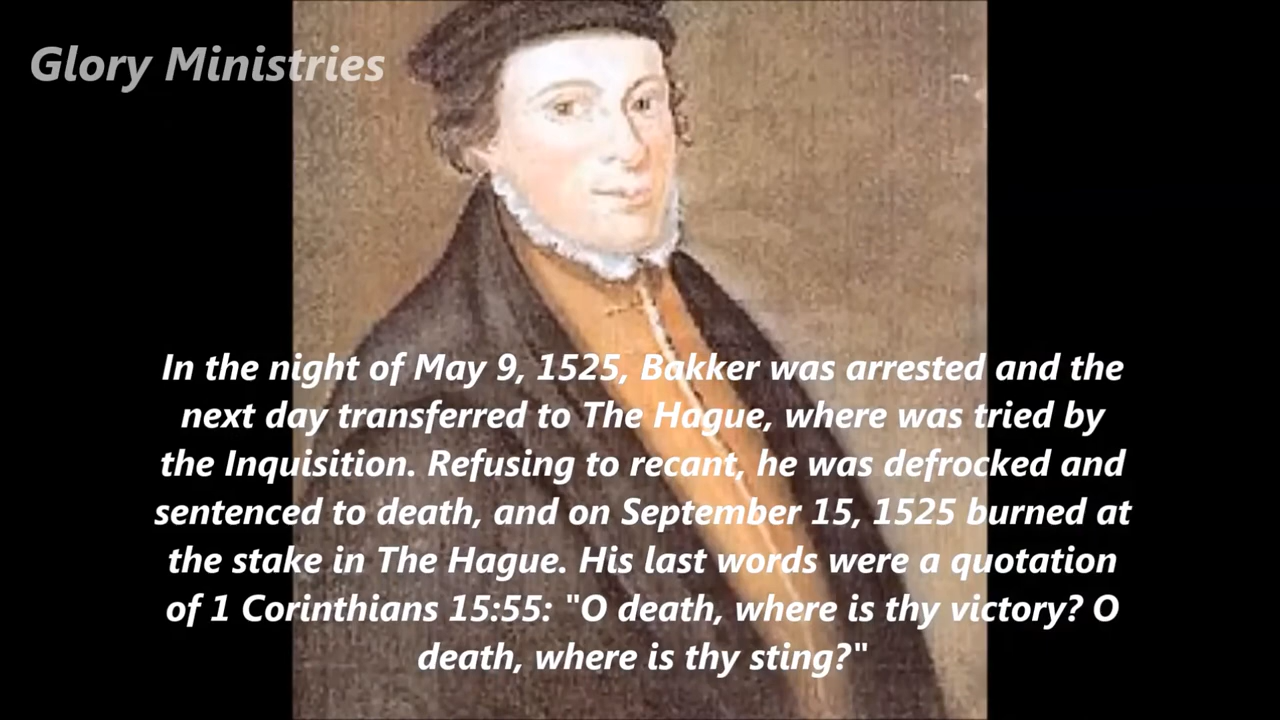 Glory Ministries
In the night of May 9, 1525, Bakker was arrested and the
next day transferred to The Hague, where was tried by
the Inquisition. Refusing to recant, he was defrocked and
sentenced to death, and on September 15, 1525 burned at
the stake in The Hague. His last words were a quotation
of 1 Corinthians 15:55: "O death, where is thy victory? O
death, where is thy sting?"